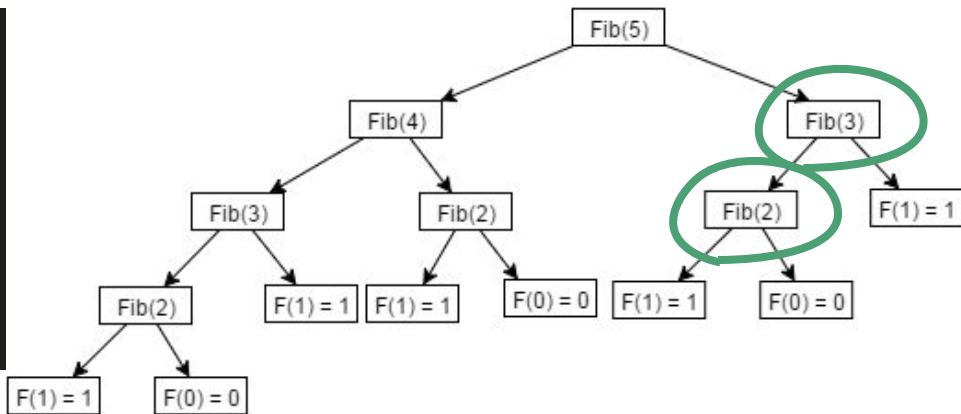 Fib(5)
Fib(4)
Fib(3)
Fib(3)
Fib(2)
Fib(2)
F(1) = 1
Fib(2)
F(1) = 1
F(1) = 1
F(0) = 0
F(1) = 1
F(0) = 0
F(1) = 1
F(0) = 0